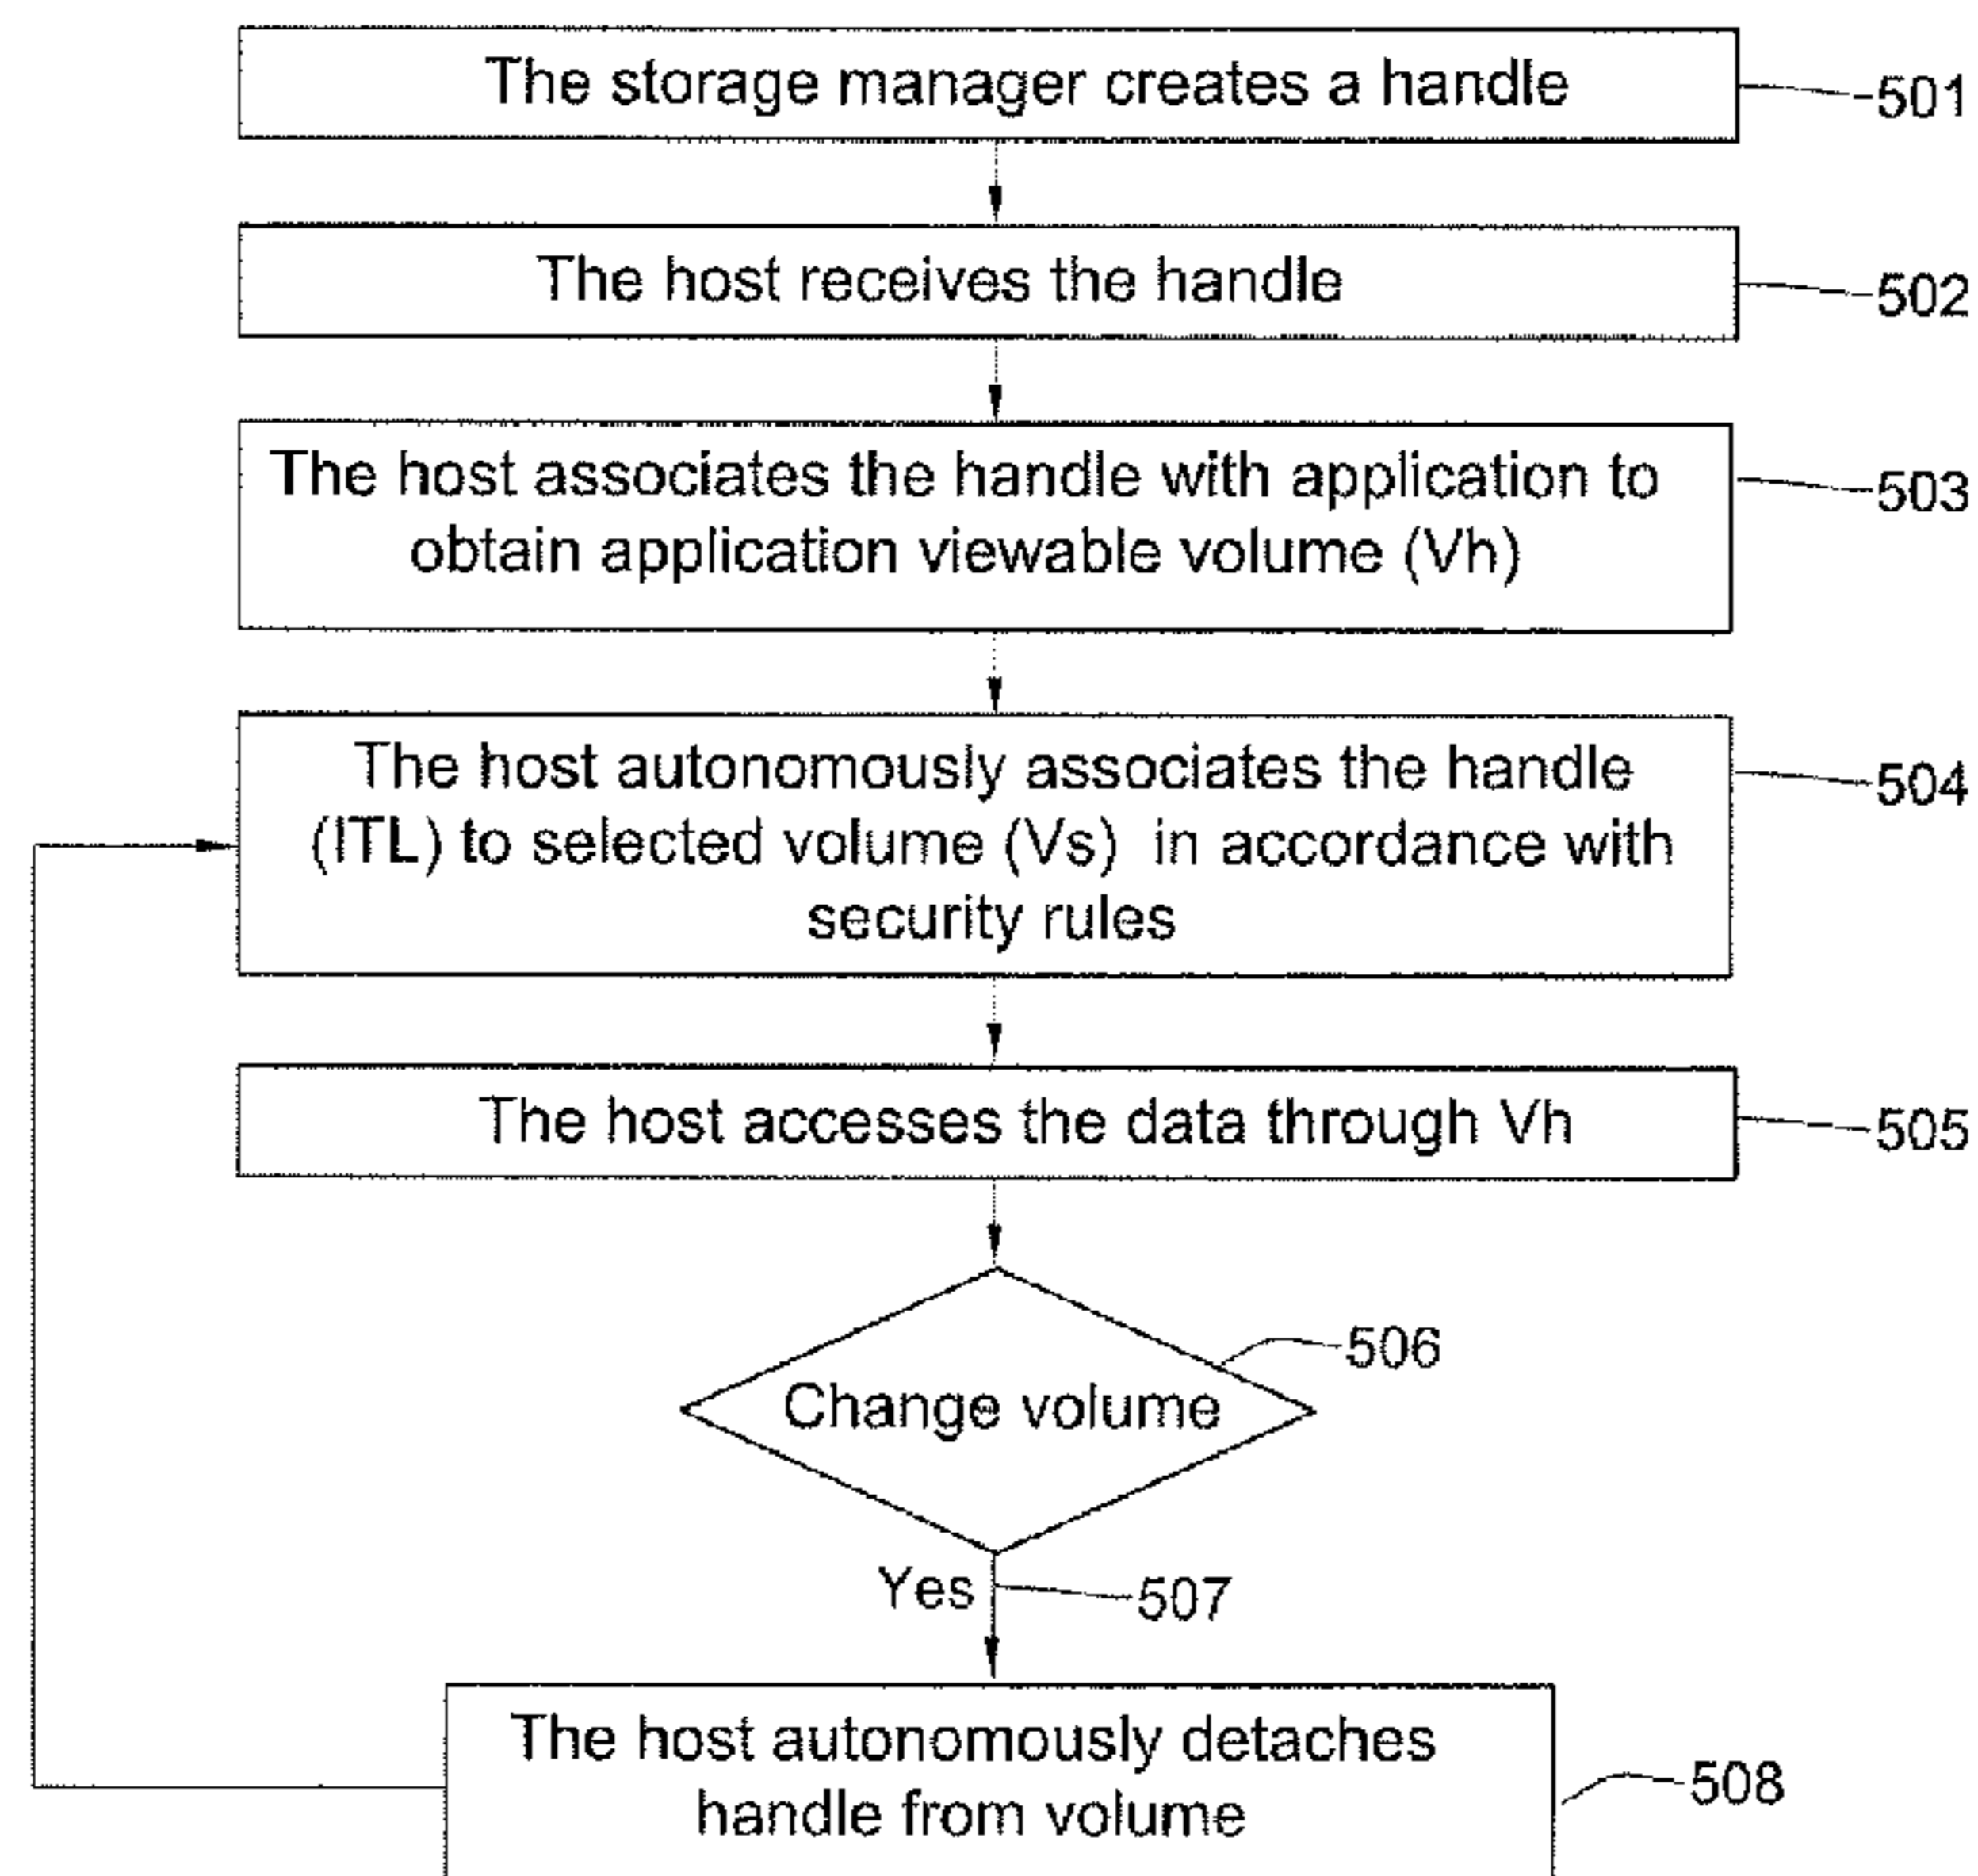 The storage manager creates a handle
501
The host receives the handle
502
The host associates the handle with application to
obtain application viewable volume (Vh)
503
The host autonomously associates the handle
(ITL) to selected volume (Vs) in accordance with
security rules
504
The host accesses the data through Vh
505
Change volume
506
Yes
507
The host autonomously detaches
handle from volume
508